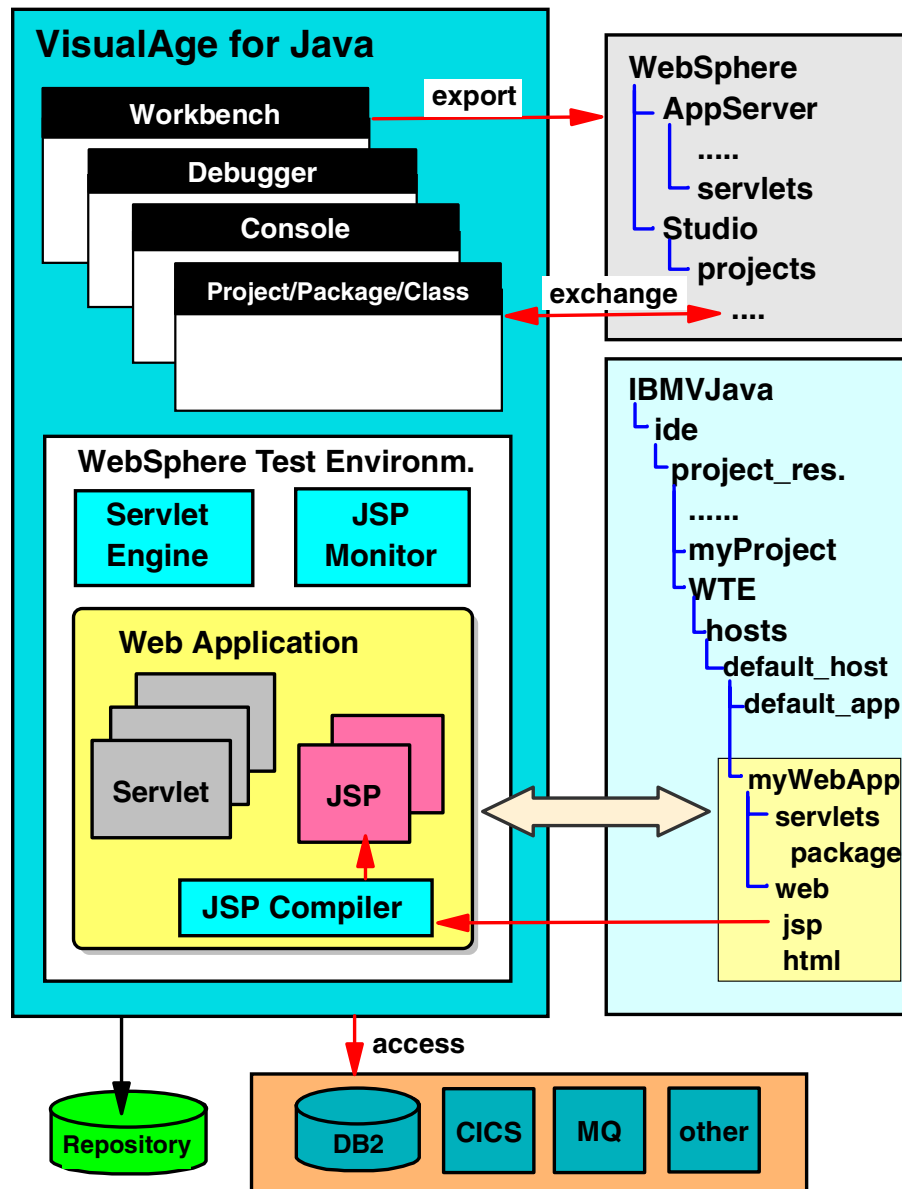 VisualAge for Java
Workbench
Debugger
Console
Project/Package/Class
export
exchange
WebSphere
AppServer
.....
servlets
Studio
projects
....
WebSphere Test Environm.
Servlet
Engine
JSP
Monitor
Web Application
Servlet
JSP
JSP Compiler
IBMVJava
ide
project_res.
......
myProject
WTE
hosts
default_host
default_app
myWebApp
servlets
package
web
jsp
html
access
Repository
DB2
CICS
MQ
other